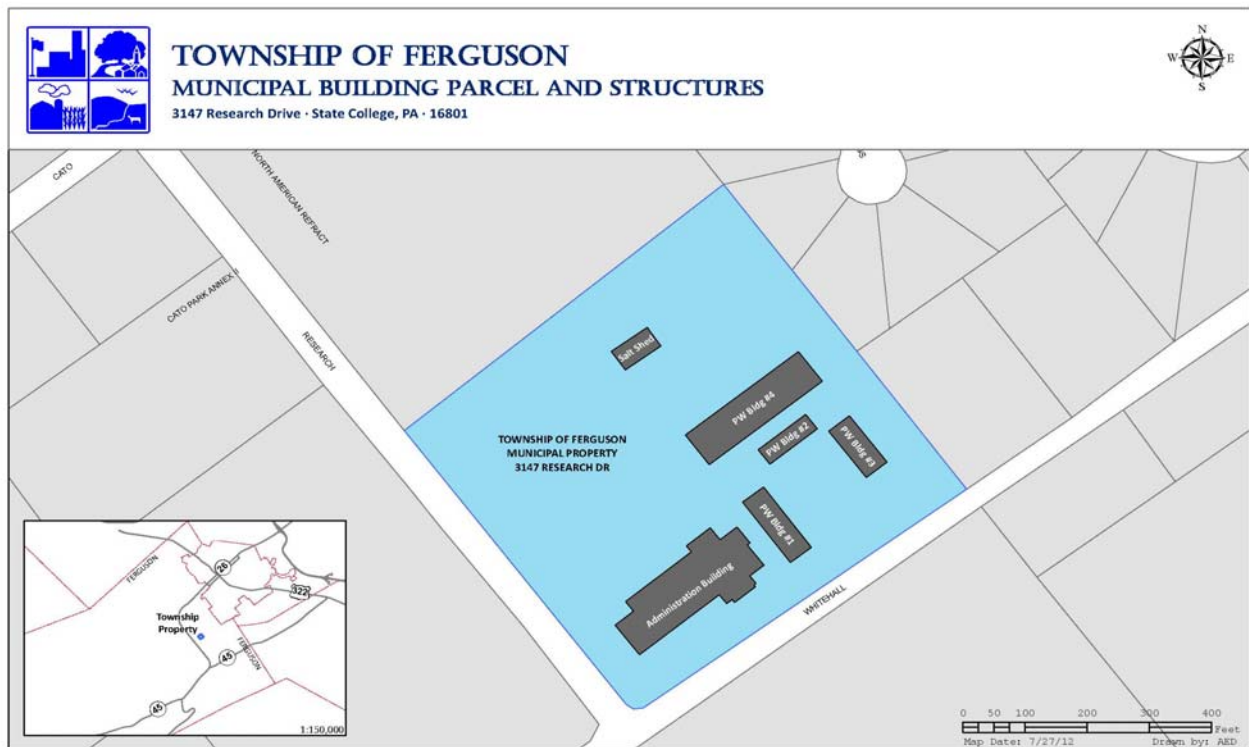 TOWNSHIP OF FERGUSON
MUNICIPAL BUILDING PARCEL AND STRUCTURES
3147 Research Drive · State College, PA · 16801
N
W E
S
CATO
NORTH AMERICAN REFRACT
CATO PARK ANNEX II
RESEARCH
Salt Shed
PW Bldg #4
PW Bldg #2
PW Bldg #3
TOWNSHIP OF FERGUSON
MUNICIPAL PROPERTY
3147 RESEARCH DR
PW Bldg #1
Administration Building
WHITEHALL
FERGUSON
26
322
Township
Property
FERGUSON
45
45
1:150,000
0 50 100 200 300 400
Feet
Map Date: 7/27/12 Drawn by: AED